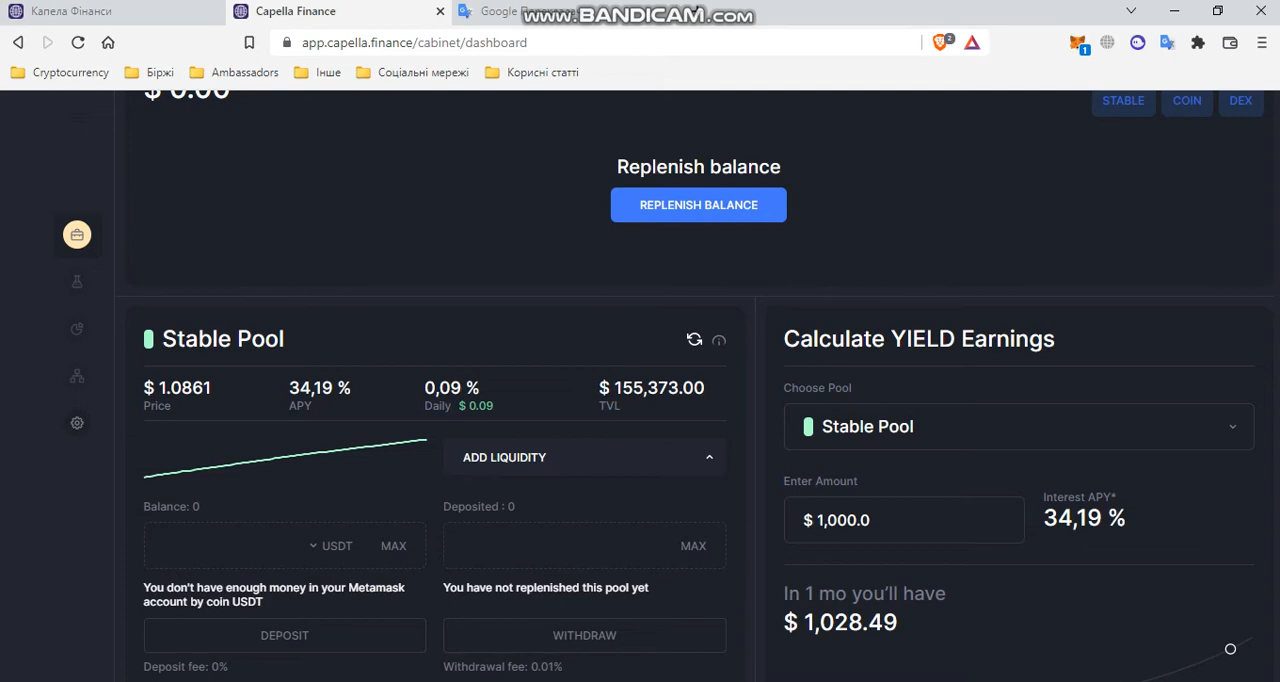 Капела Фінанси
Capella Finance
Google
www.BANDICAM.com
app.capella.finance/cabinet/dashboard
2
1
Cryptocurrency
Біржі
Ambassadors
Інше
Соціальні мережі
Корисні статті
$ 0.00
STABLE
COIN
DEX
Replenish balance
REPLENISH BALANCE
Stable Pool
$ 1.0861
34,19 %
0,09 %
$ 155,373.00
Price
APY
Daily $ 0.09
TVL
ADD LIQUIDITY
Balance: 0
Deposited : 0
USDT
MAX
MAX
You don't have enough money in your Metamask
account by coin USDT
You have not replenished this pool yet
DEPOSIT
WITHDRAW
Deposit fee: 0%
Withdrawal fee: 0.01%
Calculate YIELD Earnings
Choose Pool
Stable Pool
Enter Amount
$ 1,000.0
Interest APY*
34,19 %
In 1 mo you'll have
$ 1,028.49